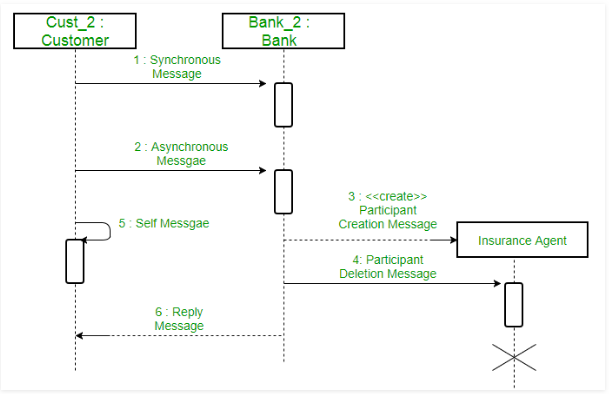 Cust_2 :
Customer
Bank_2 :
Bank
1 : Synchronous
Message
2 : Asynchronous
Messgae
3 : <<create>>
Participant
Creation Message
5 : Self Messgae
Insurance Agent
4: Participant
Deletion Message
6 : Reply
Message